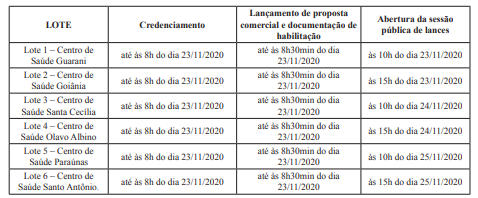 LOTE
Credenciamento
Lançamento de proposta
comercial e documentação de
habilitação
Abertura da sessão
pública de lances
Lote 1 – Centro de
Saúde Guarani
até às 8h do dia 23/11/2020
até às 8h30min do dia
23/11/2020
às 10h do dia 23/11/2020
Lote 2 – Centro de
Saúde Goiânia
até às 8h do dia 23/11/2020
até às 8h30min do dia
23/11/2020
às 15h do dia 23/11/2020
Lote 3 – Centro de
Saúde Santa Cecília
até às 8h do dia 23/11/2020
até às 8h30min do dia
23/11/2020
às 10h do dia 24/11/2020
Lote 4 – Centro de
Saúde Olavo Albino
até às 8h do dia 23/11/2020
até às 8h30min do dia
23/11/2020
às 15h do dia 24/11/2020
Lote 5 – Centro de
Saúde Paraúnas
até às 8h do dia 23/11/2020
até às 8h30min do dia
23/11/2020
às 10h do dia 25/11/2020
Lote 6 – Centro de
Saúde Santo Antônio.
até às 8h do dia 23/11/2020
até às 8h30min do dia
23/11/2020
às 15h do dia 25/11/2020